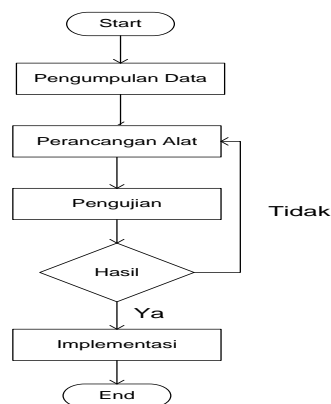 Start
Pengumpulan Data
Perancangan Alat
Pengujian
Tidak
Hasil
Ya
Implementasi
End